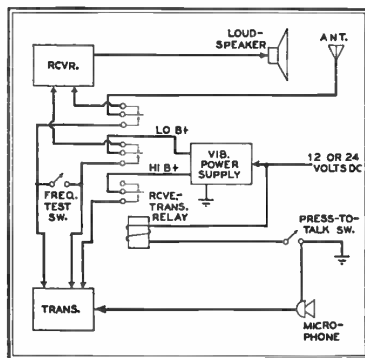 LOUD-
SPEAKER
ANT.
RCVR.
LO B+
HI B+
VIB.
POWER
SUPPLY
12 OR 24
VOLTS DC
FREQ.
TEST
SW.
RCVE.-
TRANS.
RELAY
PRESS-TO-
TALK SW.
TRANS.
MICRO-
PHONE